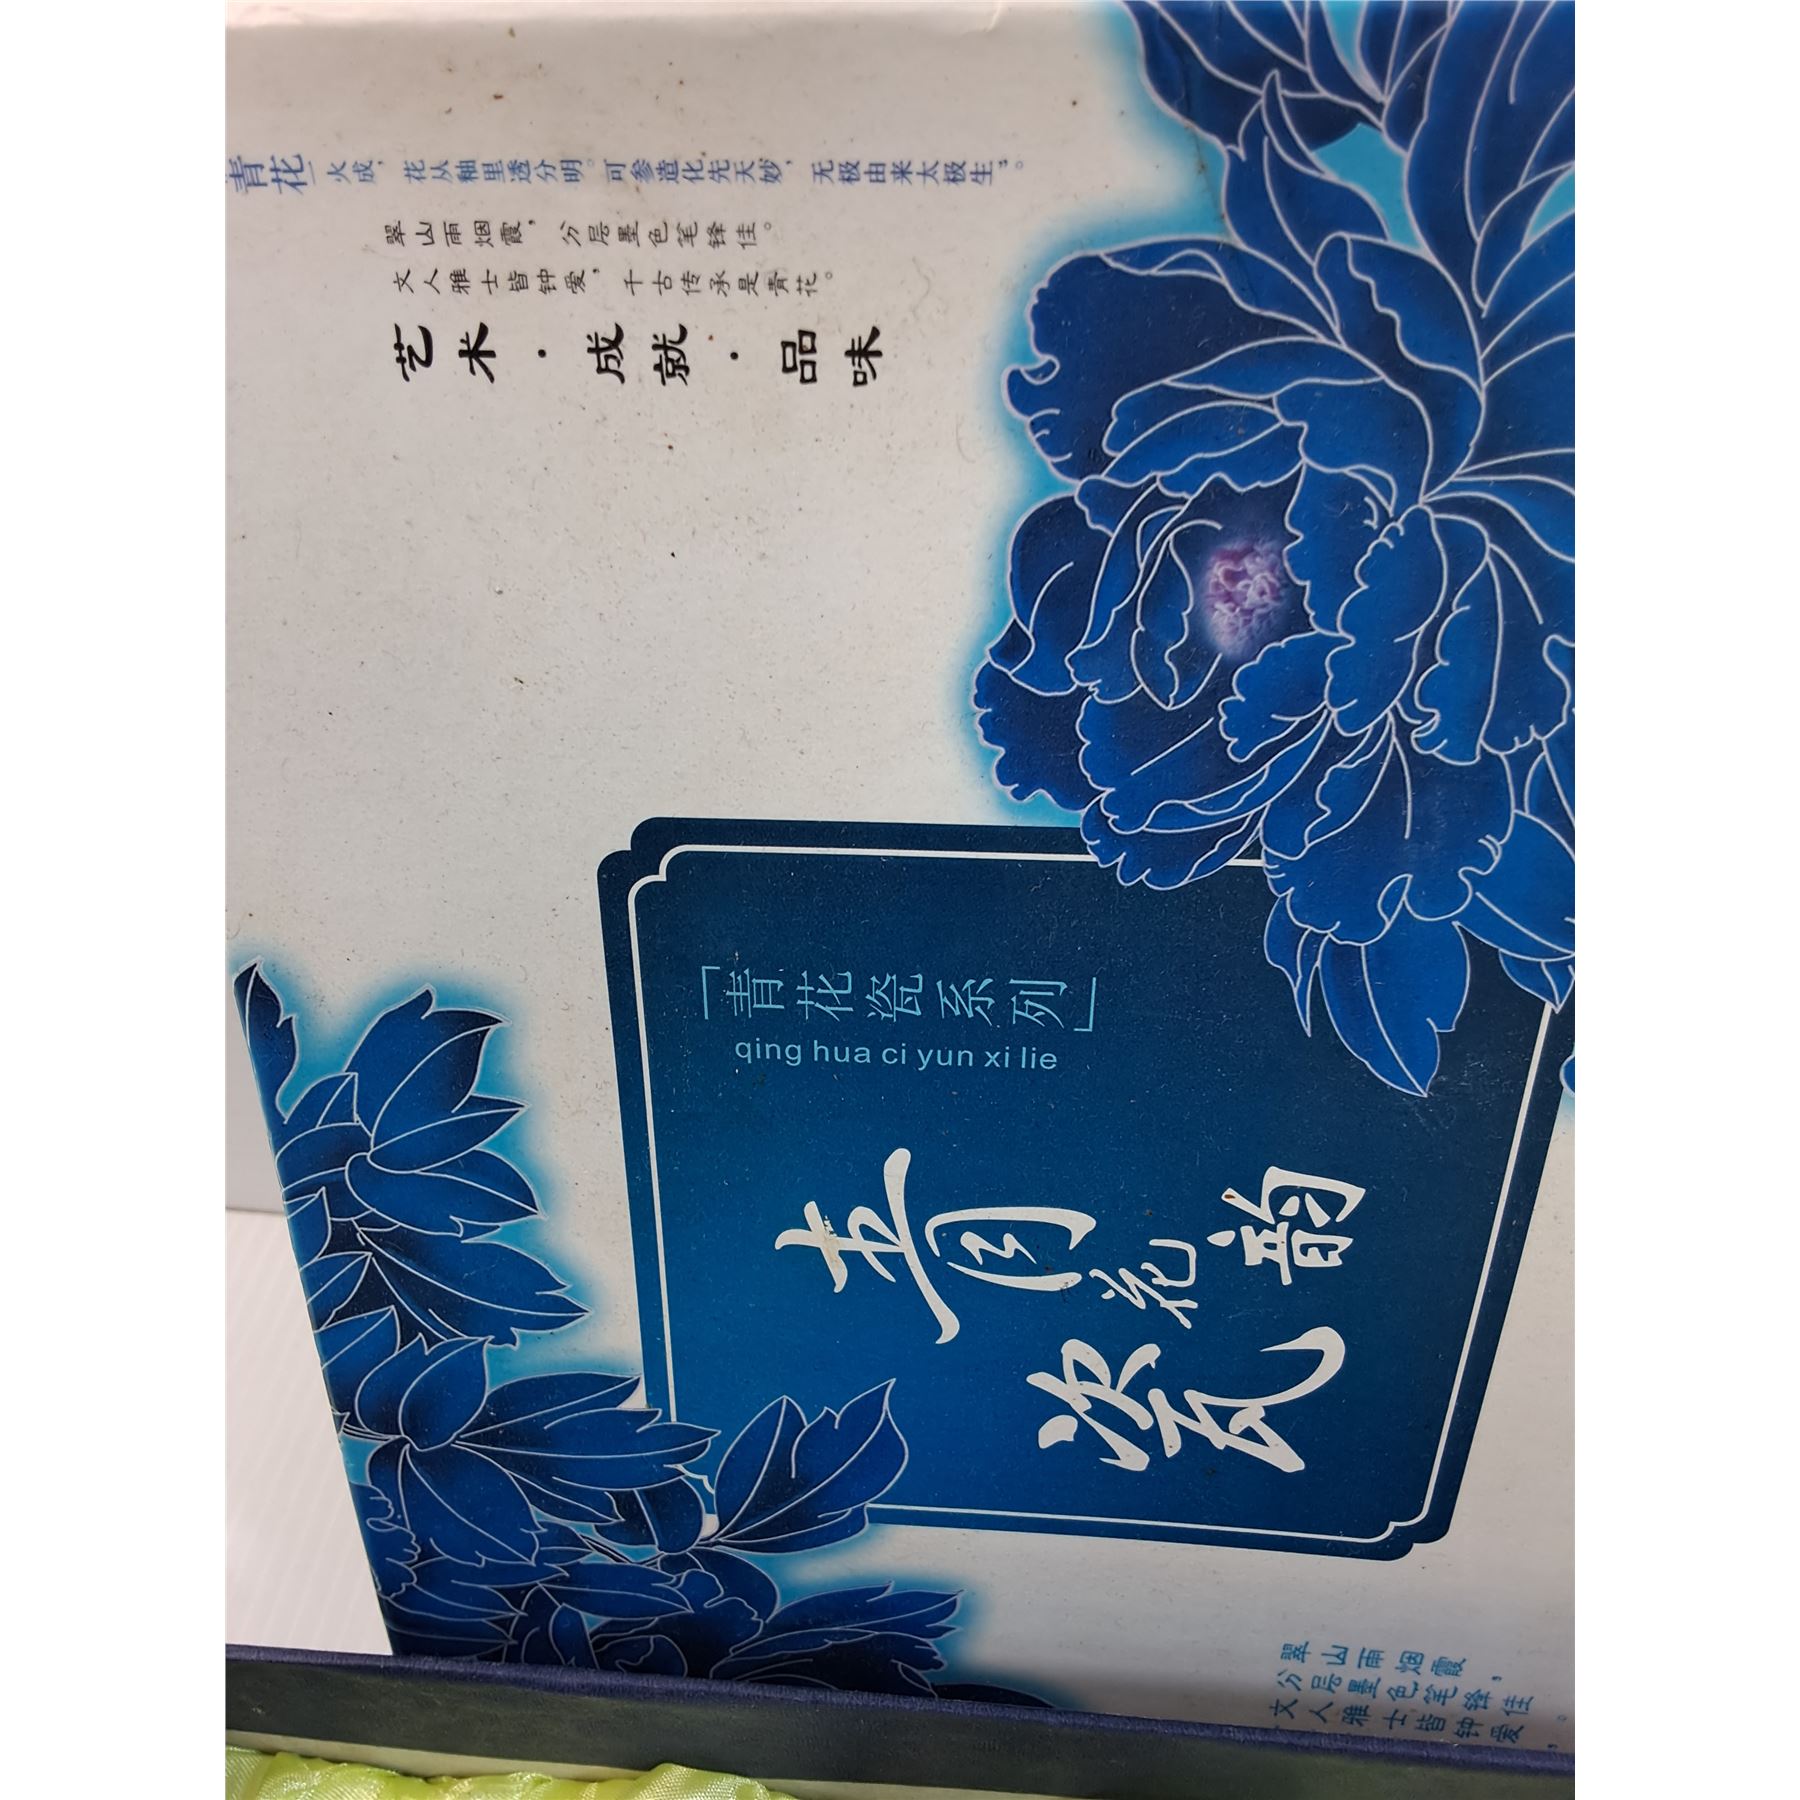 青花 火成，花从釉里透分明。可参造化先天妙，无极由来太极生”。
翠山雨烟霞，分层墨色笔锋佳。
文人雅士皆钟爱，千古传承是青花。
艺术·成就·品味
「青花瓷系列」
qing hua ci yun xi lie
青花瓷韵
翠山雨烟霞，
分层墨色笔锋佳。
文人雅士皆钟爱，